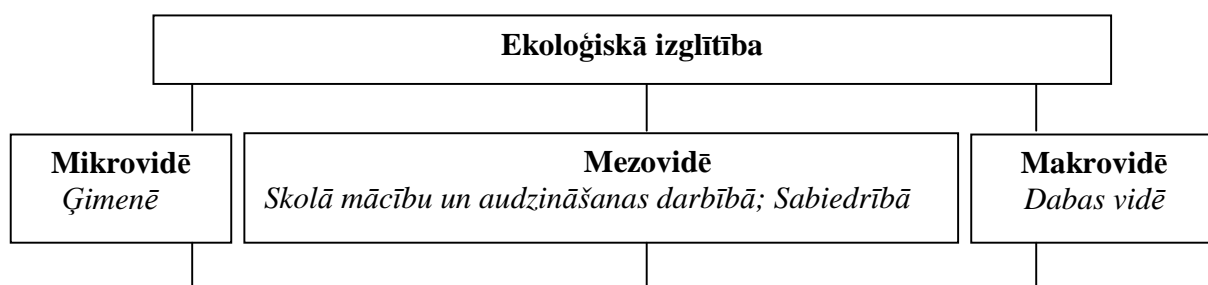 Ekoloģiskā izglītība
Mikrovidē
Ģimenē
Mezovidē
Skolā mācību un audzināšanas darbībā; Sabiedrībā
Makrovidē
Dabas vidē